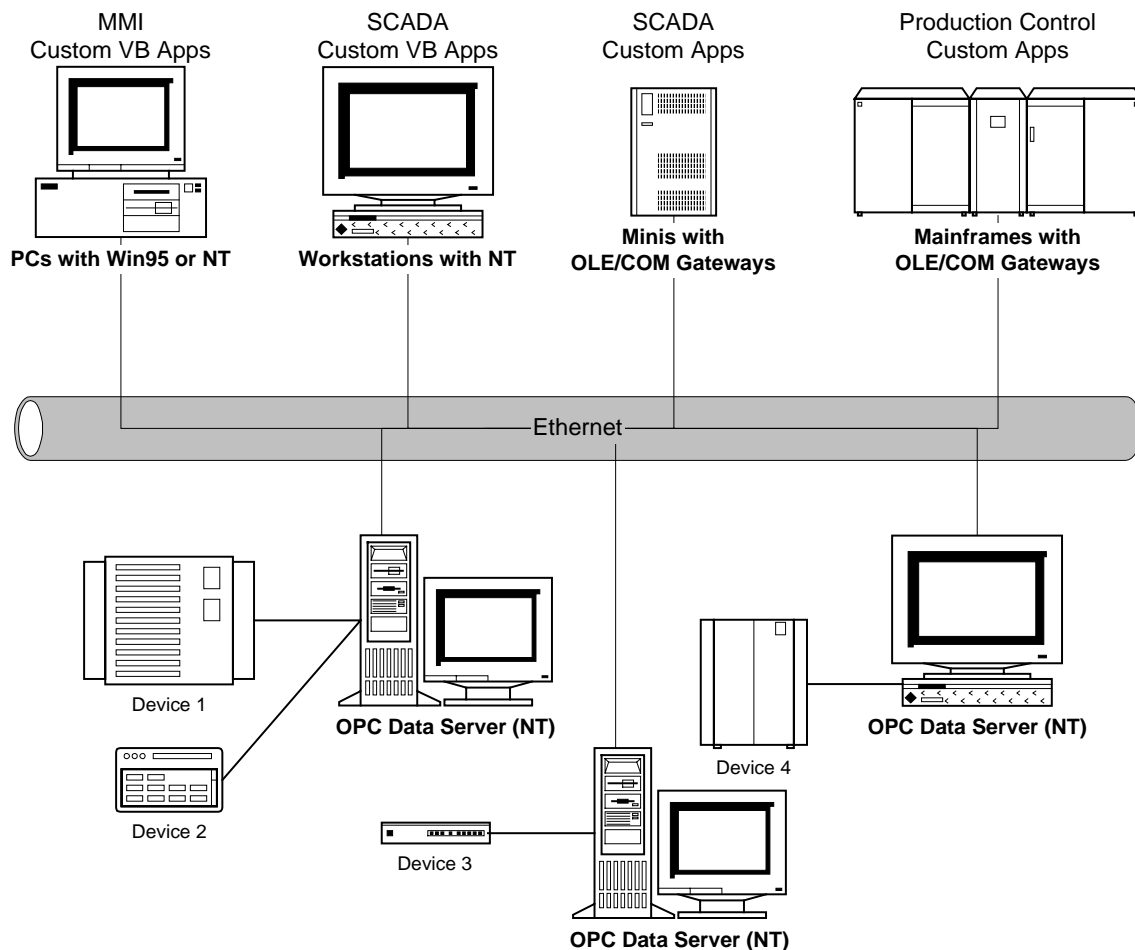 MMI
Custom VB Apps
SCADA
Custom VB Apps
SCADA
Custom Apps
Production Control
Custom Apps
PCs with Win95 or NT
Workstations with NT
Minis with
OLE/COM Gateways
Mainframes with
OLE/COM Gateways
Ethernet
Device 1
OPC Data Server (NT)
Device 2
Device 3
OPC Data Server (NT)
Device 4
OPC Data Server (NT)